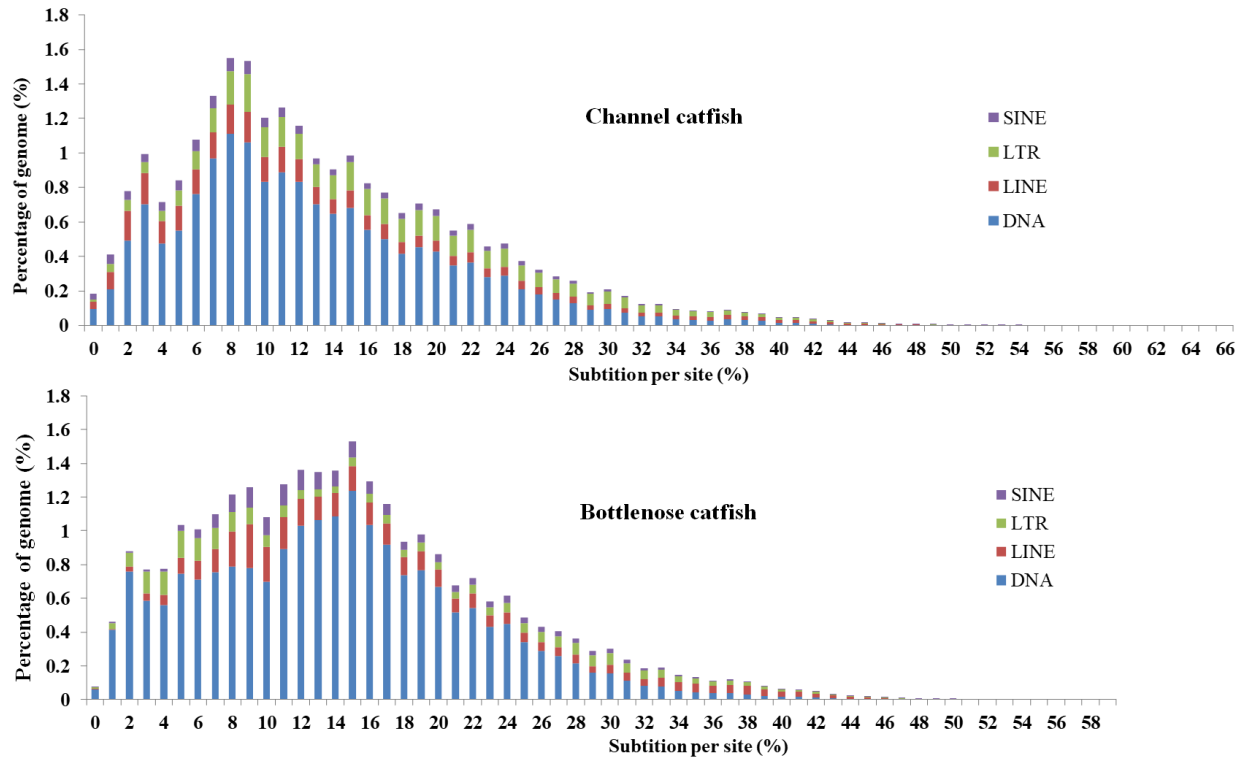 1.8
1.6
1.4
1.2
1
0.8
0.6
0.4
0.2
0
Percentage of genome (%)
Channel catfish
SINE
LTR
LINE
DNA
0 2 4 6 8 10 12 14 16 18 20 22 24 26 28 30 32 34 36 38 40 42 44 46 48 50 52 54 56 58 60 62 64 66
Subtition per site (%)
1.8
1.6
1.4
1.2
1
0.8
0.6
0.4
0.2
0
Percentage of genome (%)
Bottlenose catfish
SINE
LTR
LINE
DNA
0 2 4 6 8 10 12 14 16 18 20 22 24 26 28 30 32 34 36 38 40 42 44 46 48 50 52 54 56 58
Subtition per site (%)